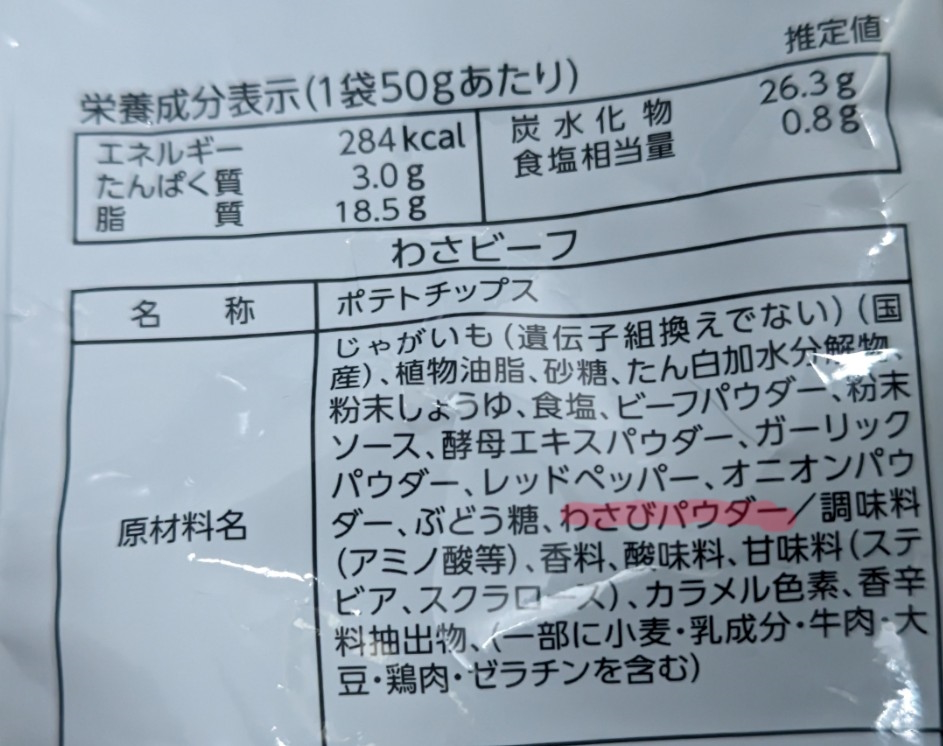 推定値
栄養成分表示(1袋50gあたり)
エネルギー 284kcal
たんぱく質 3.0g
脂質 18.5g
炭水化物 26.3g
食塩相当量 0.8g
わさビーフ
名称 ポテトチップス
原材料名
じゃがいも(遺伝子組換えでない)(国
産)、植物油脂、砂糖、たん白加水分解物、
粉末しょうゆ、食塩、ビーフパウダー、粉末
ソース、酵母エキスパウダー、ガーリック
パウダー、レッドペッパー、オニオンパウ
ダー、ぶどう糖、わさびパウダー/調味料
(アミノ酸等)、香料、酸味料、甘味料(ステ
ビア、スクラロース)、カラメル色素、香辛
料抽出物、(一部に小麦・乳成分・牛肉・大
豆・鶏肉・ゼラチンを含む)